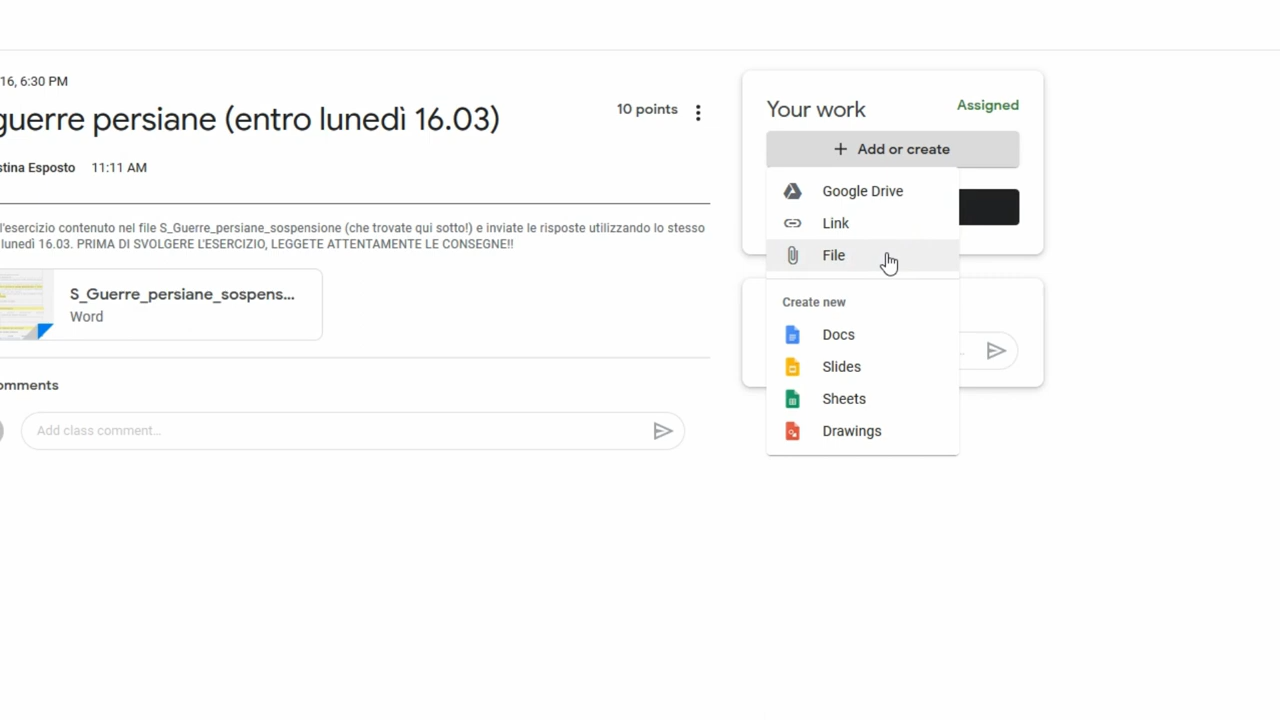 16, 6:30 PM
guerre persiane (entro lunedì 16.03)
10 points
stina Esposto 11:11 AM
l'esercizio contenuto nel file S_Guerre_persiane_sospensione (che trovate qui sotto!) e inviate le risposte utilizzando lo stesso
lunedì 16.03. PRIMA DI SVOLGERE L'ESERCIZIO, LEGGETE ATTENTAMENTE LE CONSEGNE!!
S_Guerre_persiane_sospens...
Word
omments
Add class comment...
Your work
Assigned
+ Add or create
Google Drive
Link
File
Create new
Docs
Slides
Sheets
Drawings